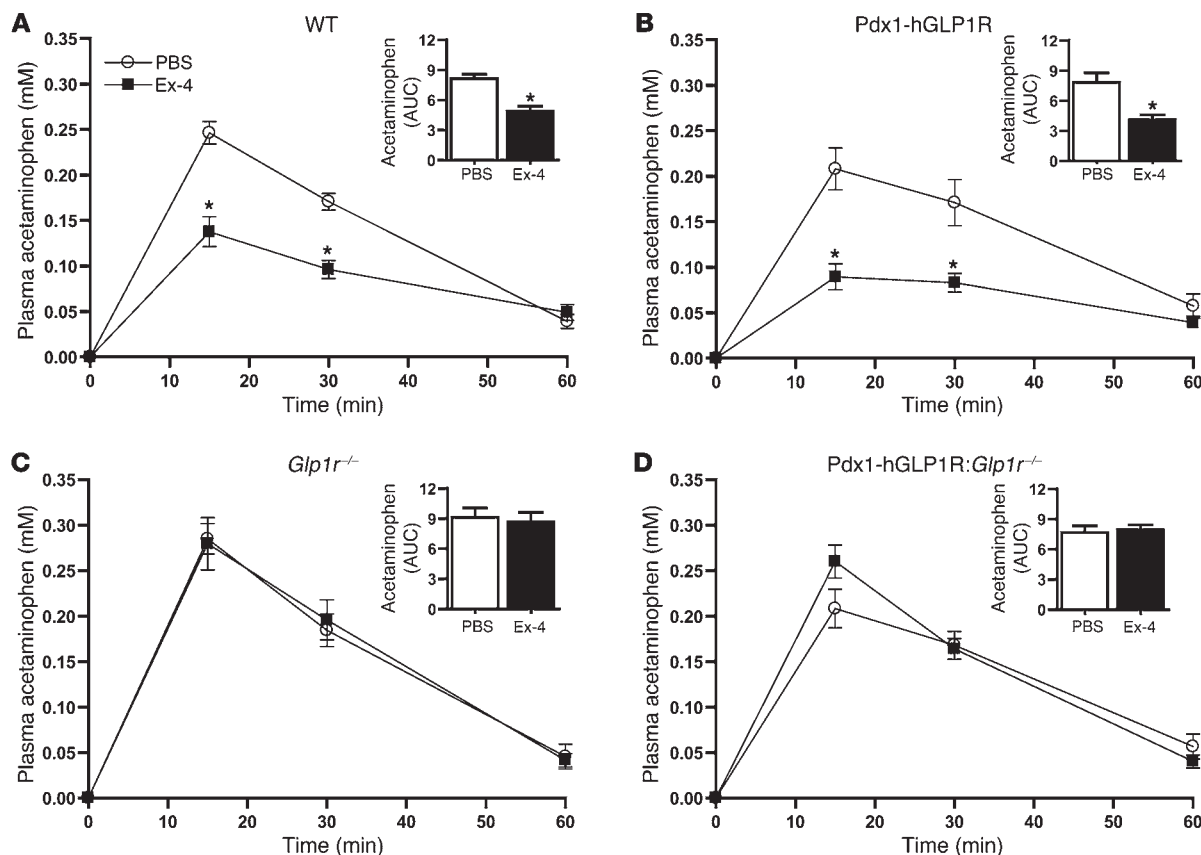 A
WT
0.35
0.30
0.25
0.20
0.15
0.10
0.05
0.00
Plasma acetaminophen (mM)
PBS
Ex-4
*
*
0
10
20
30
40
50
60
Time (min)
12
9
6
3
0
Acetaminophen
(AUC)
*
PBS
Ex-4
B
Pdx1-hGLP1R
0.35
0.30
0.25
0.20
0.15
0.10
0.05
0.00
Plasma acetaminophen (mM)
*
*
0
10
20
30
40
50
60
Time (min)
12
9
6
3
0
Acetaminophen
(AUC)
*
PBS
Ex-4
C
Glp1r–/–
0.35
0.30
0.25
0.20
0.15
0.10
0.05
0.00
Plasma acetaminophen (mM)
0
10
20
30
40
50
60
Time (min)
12
9
6
3
0
Acetaminophen
(AUC)
PBS
Ex-4
D
Pdx1-hGLP1R:Glp1r–/–
0.35
0.30
0.25
0.20
0.15
0.10
0.05
0.00
Plasma acetaminophen (mM)
0
10
20
30
40
50
60
Time (min)
12
9
6
3
0
Acetaminophen
(AUC)
PBS
Ex-4